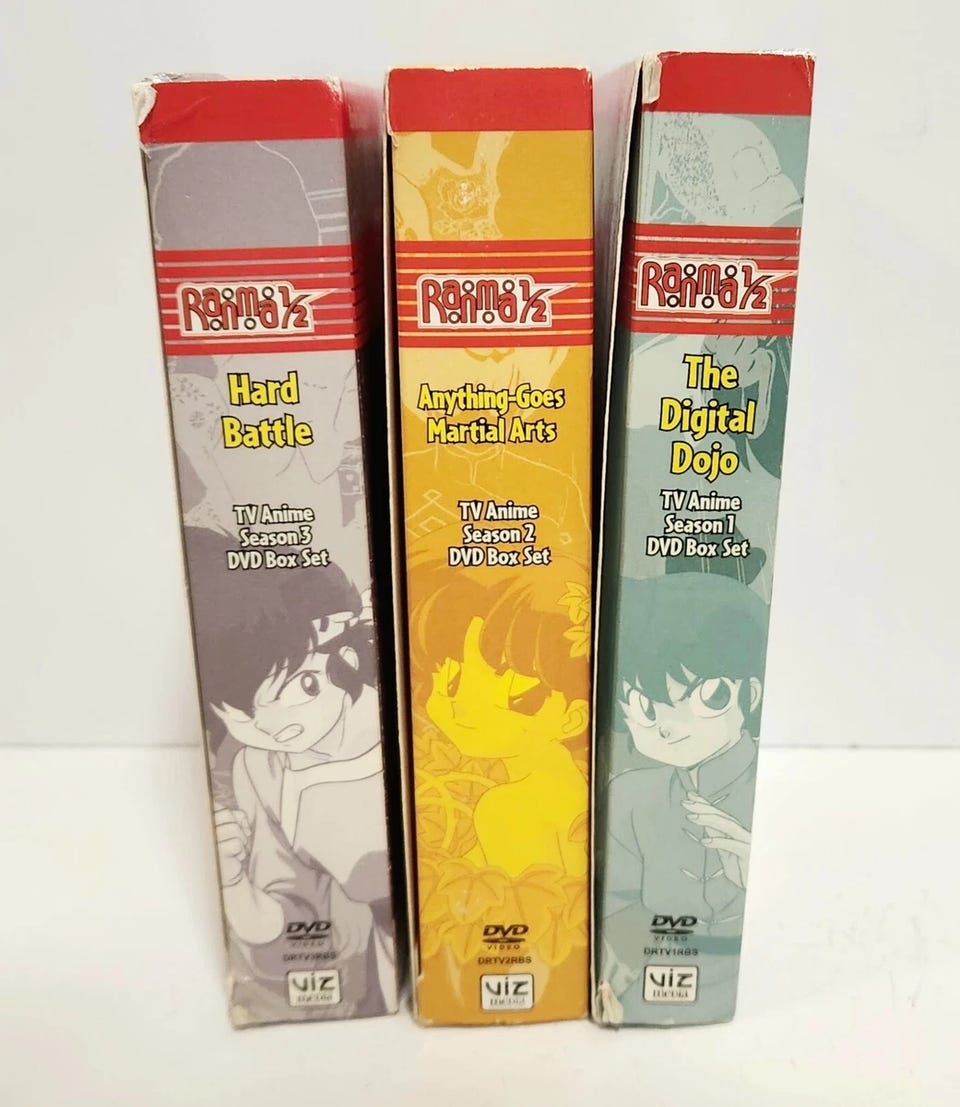 Ranma ½
Hard
Battle
TV Anime
Season 3
DVD Box Set
DVD
VIDEO
DRTV3RBS
VIZ
media
Ranma ½
Anything-Goes
Martial Arts
TV Anime
Season 2
DVD Box Set
DVD
VIDEO
DRTV2RBS
VIZ
media
Ranma ½
The
Digital
Dojo
TV Anime
Season 1
DVD Box Set
DVD
VIDEO
DRTV1RBS
VIZ
media